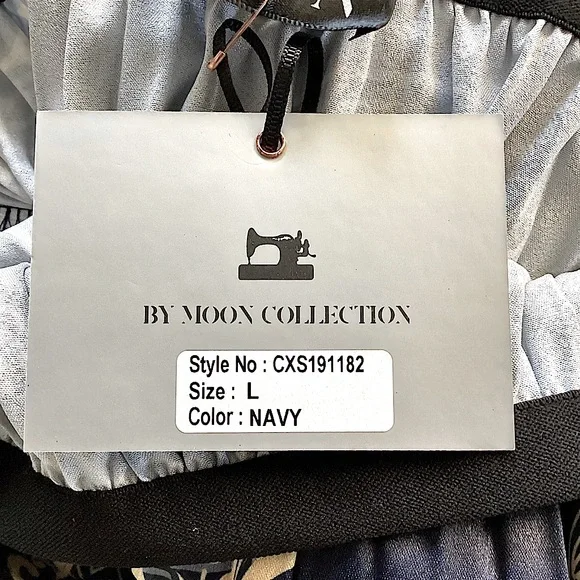 BY MOON COLLECTION
Style No : CXS191182
Size : L
Color : NAVY